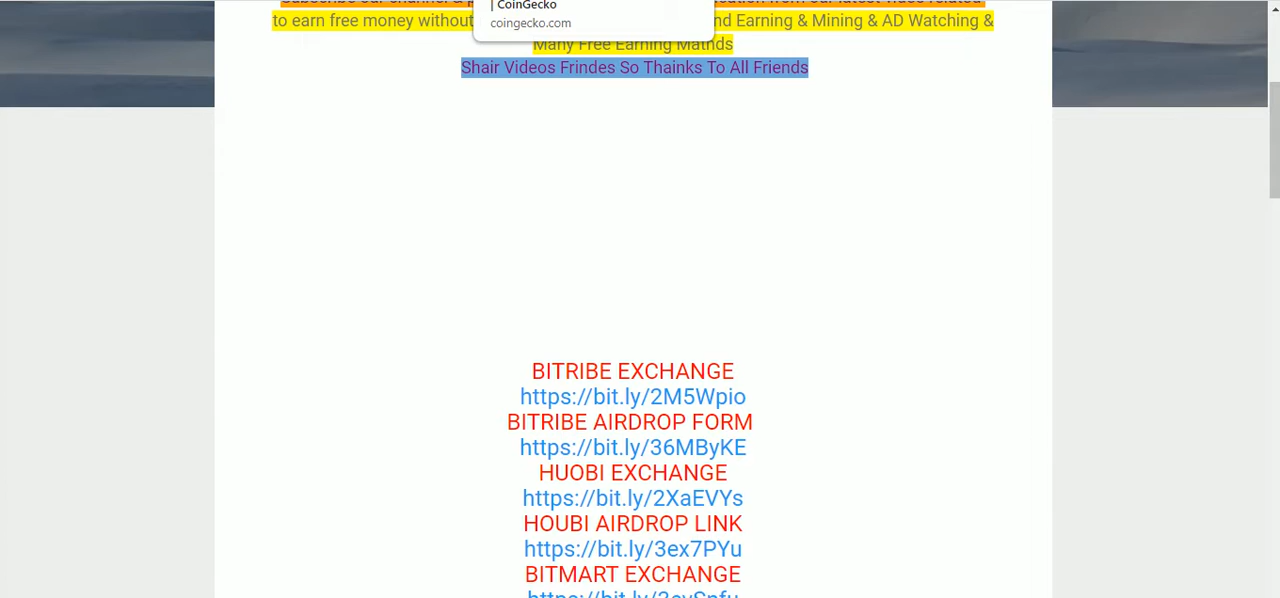 | CoinGecko
coingecko.com
to earn free money without nd Earning & Mining & AD Watching &
Many Free Earning Mathds
Shair Videos Frindes So Thainks To All Friends
BITRIBE EXCHANGE
https://bit.ly/2M5Wpio
BITRIBE AIRDROP FORM
https://bit.ly/36MByKE
HUOBI EXCHANGE
https://bit.ly/2XaEVYs
HOUBI AIRDROP LINK
https://bit.ly/3ex7PYu
BITMART EXCHANGE